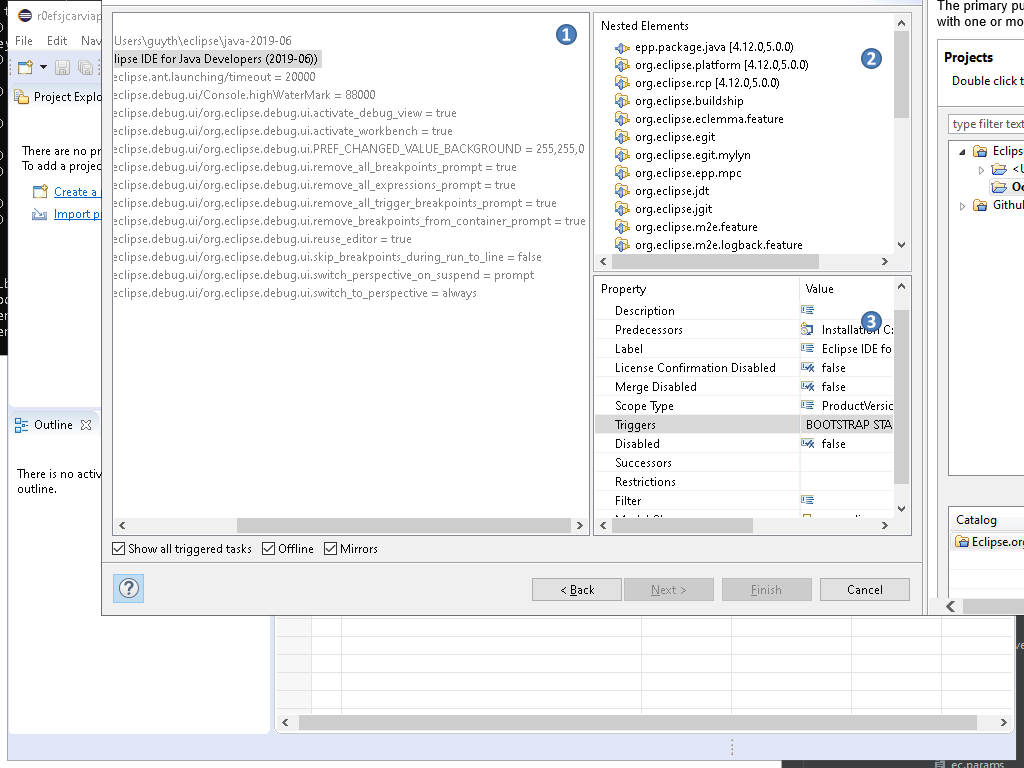 r0efsjcarviap
File Edit Nav
Project Explo
There are no pr
To add a projec
Create a
Import p
Outline
There is no activ
outline.
Users\guyth\eclipse\java-2019-06
lipse IDE for Java Developers (2019-06))
eclipse.ant.launching/timeout = 20000
eclipse.debug.ui/Console.highWaterMark = 88000
eclipse.debug.ui/org.eclipse.debug.ui.activate_debug_view = true
eclipse.debug.ui/org.eclipse.debug.ui.activate_workbench = true
eclipse.debug.ui/org.eclipse.debug.ui.PREF_CHANGED_VALUE_BACKGROUND = 255,255,0
eclipse.debug.ui/org.eclipse.debug.ui.remove_all_breakpoints_prompt = true
eclipse.debug.ui/org.eclipse.debug.ui.remove_all_expressions_prompt = true
eclipse.debug.ui/org.eclipse.debug.ui.remove_all_trigger_breakpoints_prompt = true
eclipse.debug.ui/org.eclipse.debug.ui.remove_breakpoints_from_container_prompt = true
eclipse.debug.ui/org.eclipse.debug.ui.reuse_editor = true
eclipse.debug.ui/org.eclipse.debug.ui.skip_breakpoints_during_run_to_line = false
eclipse.debug.ui/org.eclipse.debug.ui.switch_perspective_on_suspend = prompt
eclipse.debug.ui/org.eclipse.debug.ui.switch_to_perspective = always
1
Nested Elements
2
epp.package.java [4.12.0,5.0.0)
org.eclipse.platform [4.12.0,5.0.0)
org.eclipse.rcp [4.12.0,5.0.0)
org.eclipse.buildship
org.eclipse.eclemma.feature
org.eclipse.egit
org.eclipse.egit.mylyn
org.eclipse.epp.mpc
org.eclipse.jdt
org.eclipse.jgit
org.eclipse.m2e.feature
org.eclipse.m2e.logback.feature
Property Value
3
Description
Predecessors Installation C:
Label Eclipse IDE fo
License Confirmation Disabled false
Merge Disabled false
Scope Type ProductVersic
Triggers BOOTSTRAP STA
Disabled false
Successors
Restrictions
Filter
Show all triggered tasks Offline Mirrors
?
< Back Next > Finish Cancel
The primary pu
with one or mo
Projects
Double click t
type filter text
Eclips
<U
Oo
Githul
Catalog
Eclipse.org
ec.params